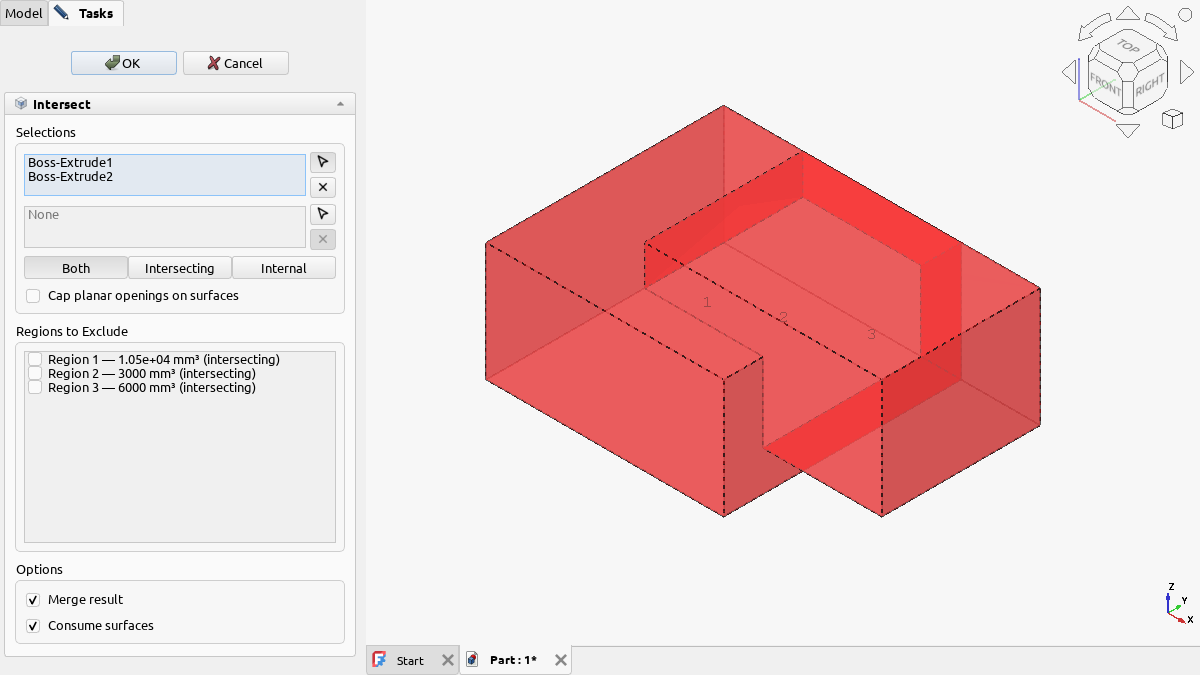 Model
Tasks
OK
Cancel
Intersect
Selections
Boss-Extrude1
Boss-Extrude2
None
Both
Intersecting
Internal
Cap planar openings on surfaces
Regions to Exclude
Region 1 — 1.05e+04 mm³ (intersecting)
Region 2 — 3000 mm³ (intersecting)
Region 3 — 6000 mm³ (intersecting)
Options
Merge result
Consume surfaces
TOP
FRONT
RIGHT
1
2
3
Z
Y
X
Start
Part : 1*